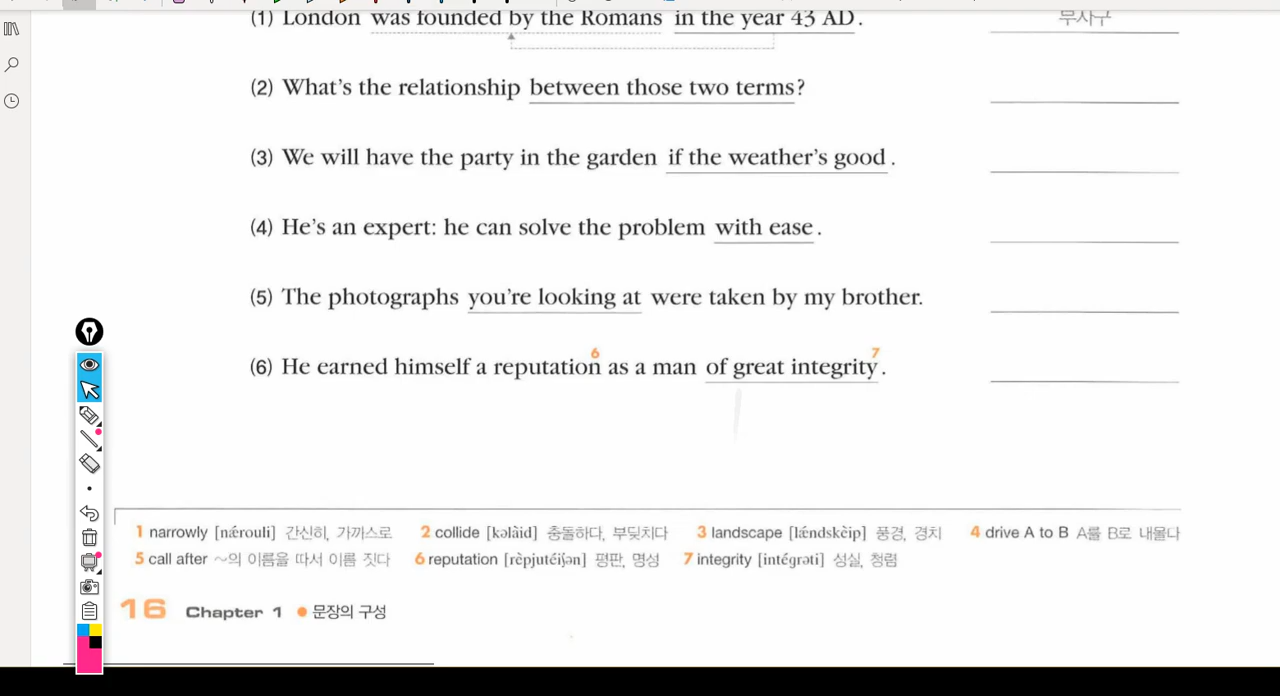 (1) London was founded by the Romans in the year 43 AD. 부사구
(2) What's the relationship between those two terms?
(3) We will have the party in the garden if the weather's good.
(4) He's an expert: he can solve the problem with ease.
(5) The photographs you're looking at were taken by my brother.
(6) He earned himself a reputation6 as a man of great integrity7.
1 narrowly [nǽrouli] 간신히, 가까스로 2 collide [kəláid] 충돌하다, 부딪치다 3 landscape [lǽndskèip] 풍경, 경치 4 drive A to B A를 B로 내몰다
5 call after ~의 이름을 따서 이름 짓다 6 reputation [rèpjutéiʃən] 평판, 명성 7 integrity [intégrəti] 성실, 청렴
16 Chapter 1 ● 문장의 구성